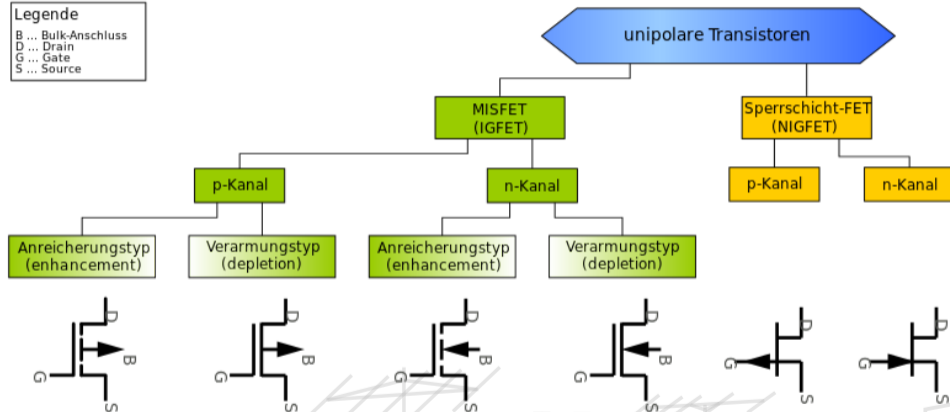 Legende
B ... Bulk-Anschluss
D ... Drain
G ... Gate
S ... Source
unipolare Transistoren
MISFET
(IGFET)
Sperrschicht-FET
(NIGFET)
p-Kanal
n-Kanal
p-Kanal
n-Kanal
Anreicherungstyp
(enhancement)
Verarmungstyp
(depletion)
Anreicherungstyp
(enhancement)
Verarmungstyp
(depletion)
D
B
G
S
D
B
G
S
D
B
G
S
D
B
G
S
D
G
S
D
G
S